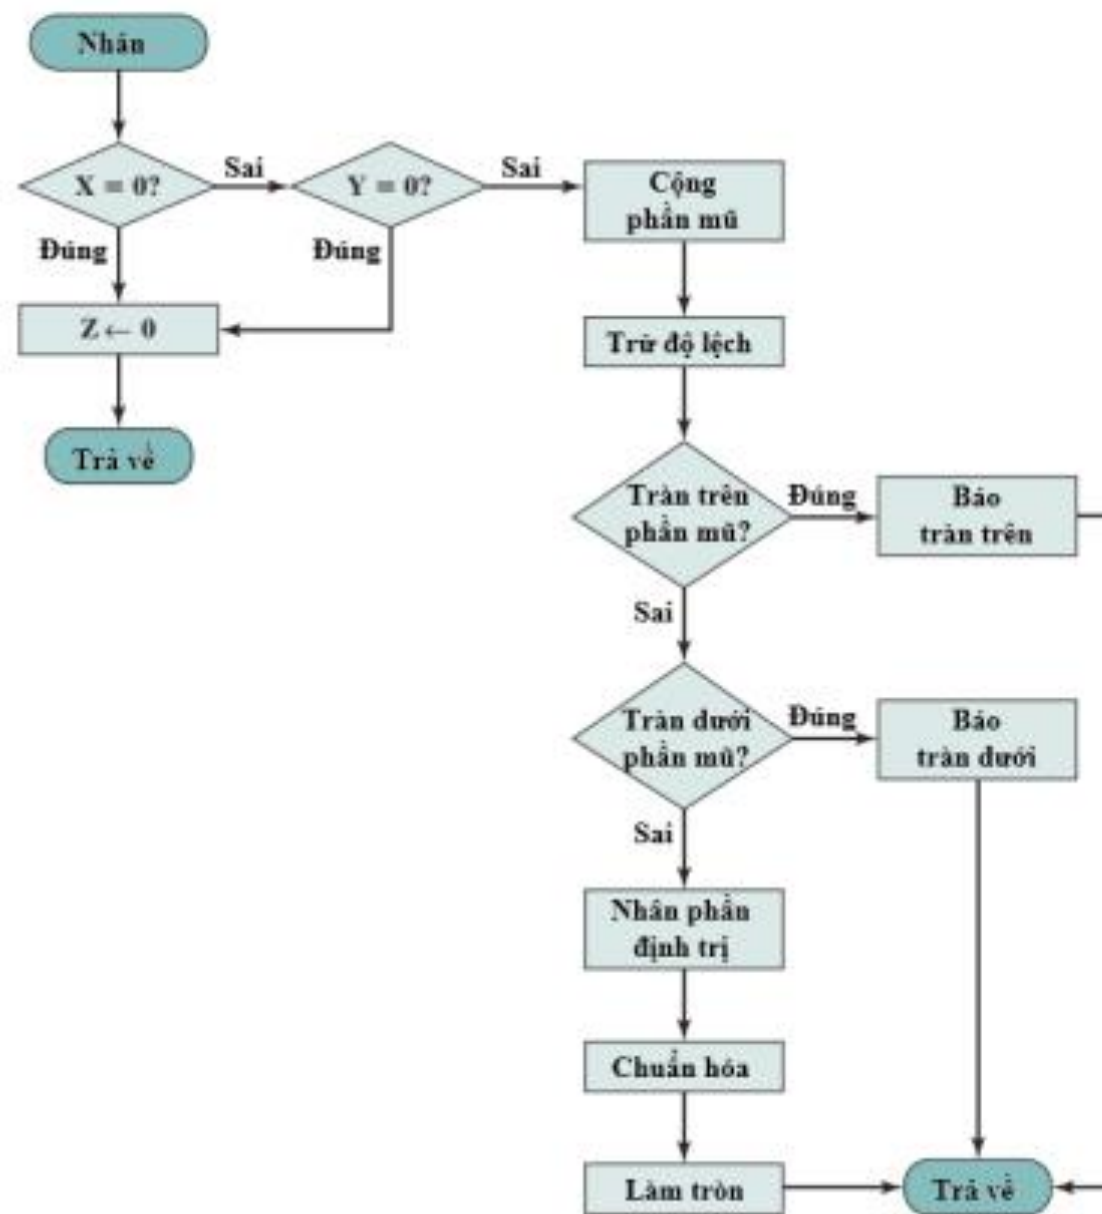 Nhân
X = 0?
Sai
Y = 0?
Sai
Cộng
phần mũ
Đúng
Đúng
Z ← 0
Trừ độ lệch
Trả về
Tràn trên
phần mũ?
Đúng
Báo
tràn trên
Sai
Tràn dưới
phần mũ?
Đúng
Báo
tràn dưới
Sai
Nhân phần
định trị
Chuẩn hóa
Làm tròn
Trả về